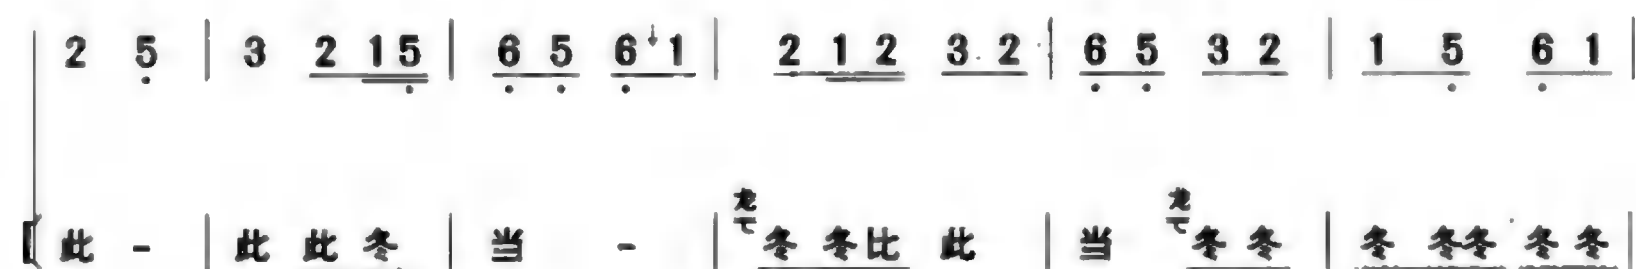 2 5 | 3 2 1 5 | 6 5 6 ↓1 | 2 1 2 3. 2 | 6 5 3 2 | 1 5 6 1 |
龙 龙
此 - | 此 此 冬 | 当 - | 冬 冬比 此 | 当 冬 冬 | 冬 冬冬 冬 冬 |